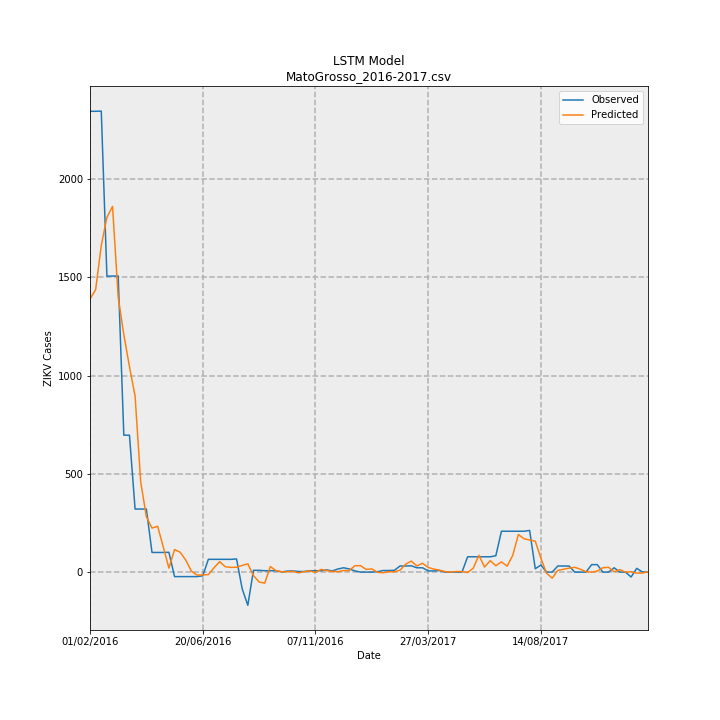 LSTM Model
MatoGrosso_2016-2017.csv
Observed
Predicted
ZIKV Cases
2000
1500
1000
500
0
01/02/2016 20/06/2016 07/11/2016 27/03/2017 14/08/2017
Date